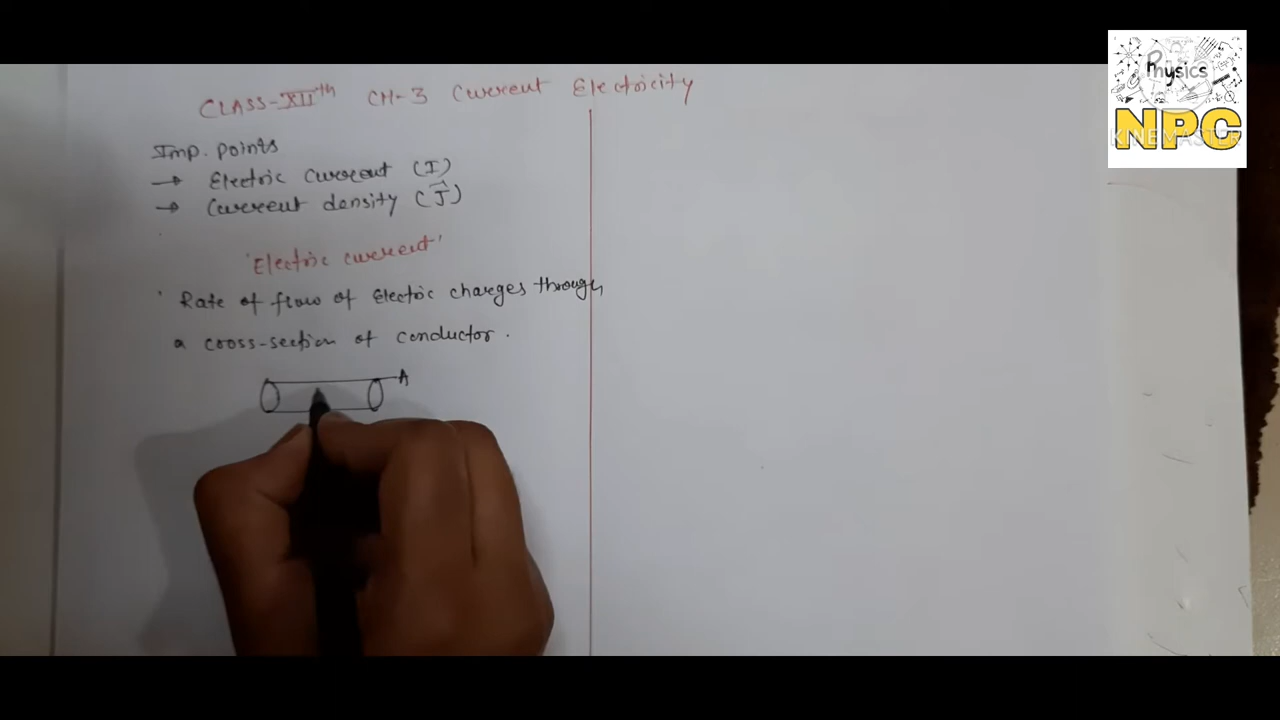 CLASS-XIIth CH-3 Current Electricity
Imp. points
→ Electric current (I)
→ Current density (J⃗)
'Electric current'
Rate of flow of Electric charges through
a cross-section of conductor.
A
Physics
NPC
KINEMASTER